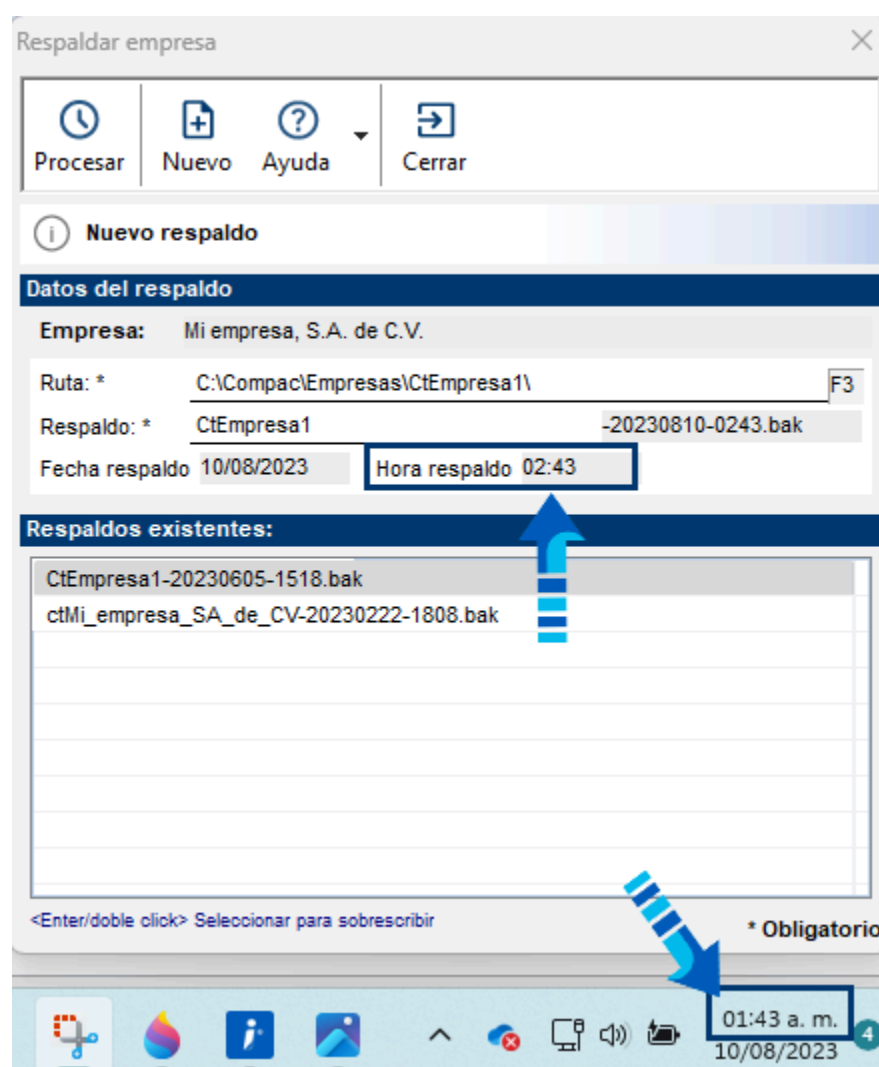 Respaldar empresa
Procesar Nuevo Ayuda Cerrar
Nuevo respaldo
Datos del respaldo
Empresa: Mi empresa, S.A. de C.V.
Ruta: * C:\Compac\Empresas\CtEmpresa1\ F3
Respaldo: * CtEmpresa1 -20230810-0243.bak
Fecha respaldo 10/08/2023 Hora respaldo 02:43
Respaldos existentes:
CtEmpresa1-20230605-1518.bak
ctMi_empresa_SA_de_CV-20230222-1808.bak
<Enter/doble click> Seleccionar para sobrescribir
* Obligatorio
01:43 a. m.
10/08/2023
4